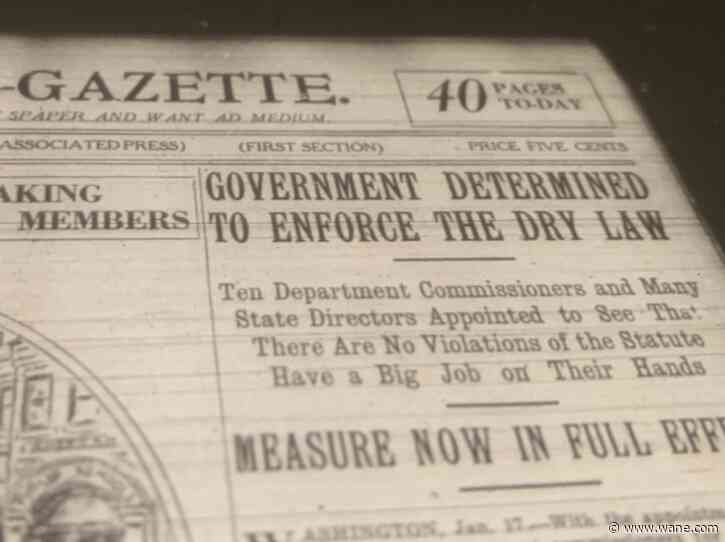 -GAZETTE.
40 PAGES
TO-DAY
SPAPER AND WANT AD MEDIUM.
ASSOCIATED PRESS) (FIRST SECTION) PRICE FIVE CENTS
AKING
MEMBERS
GOVERNMENT DETERMINED
TO ENFORCE THE DRY LAW
Ten Department Commissioners and Many
State Directors Appointed to See Tha
There Are No Violations of the Statute
Have a Big Job on Their Hands
MEASURE NOW IN FULL EFF
WASHINGTON, Jan. 17.—With the appointme
© www.wane.com